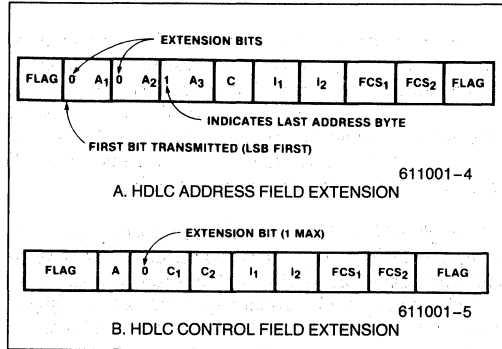 EXTENSION BITS
FLAG 0 A1 0 A2 1 A3 C I1 I2 FCS1 FCS2 FLAG
INDICATES LAST ADDRESS BYTE
FIRST BIT TRANSMITTED (LSB FIRST)
611001-4
A. HDLC ADDRESS FIELD EXTENSION
EXTENSION BIT (1 MAX)
FLAG A 0 C1 C2 I1 I2 FCS1 FCS2 FLAG
611001-5
B. HDLC CONTROL FIELD EXTENSION